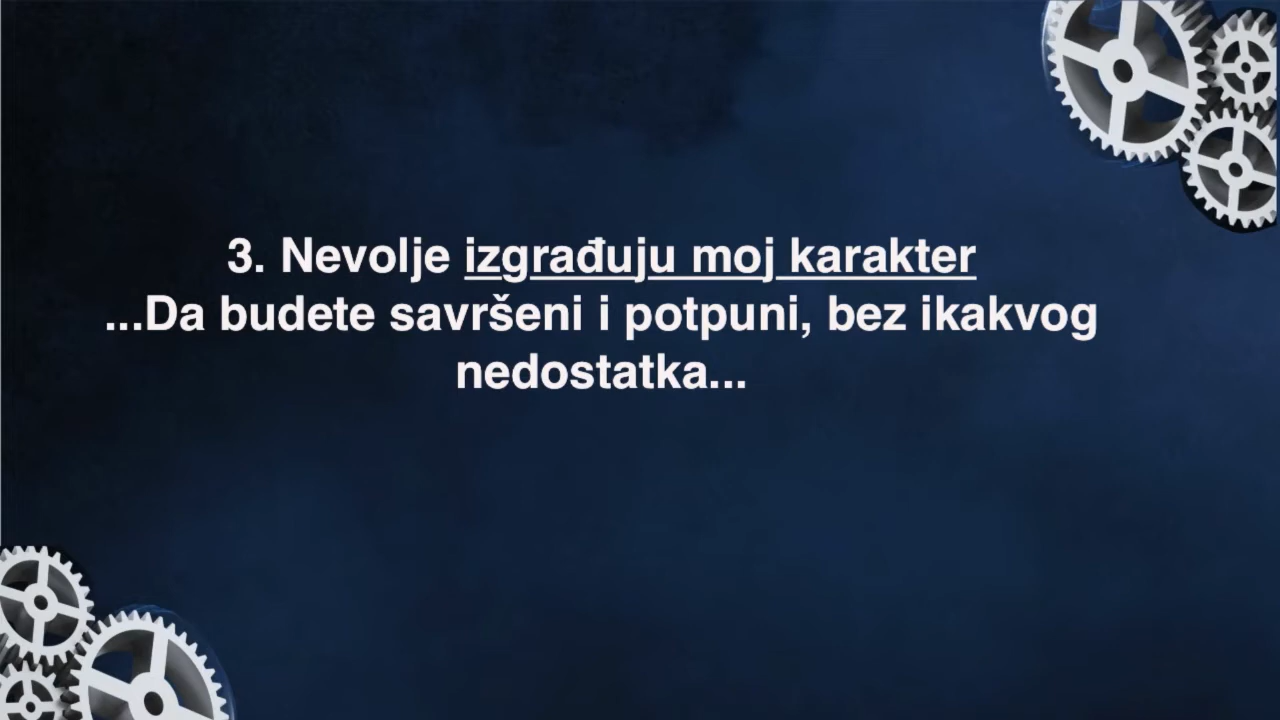 3. Nevolje izgrađuju moj karakter
...Da budete savršeni i potpuni, bez ikakvog
nedostatka...